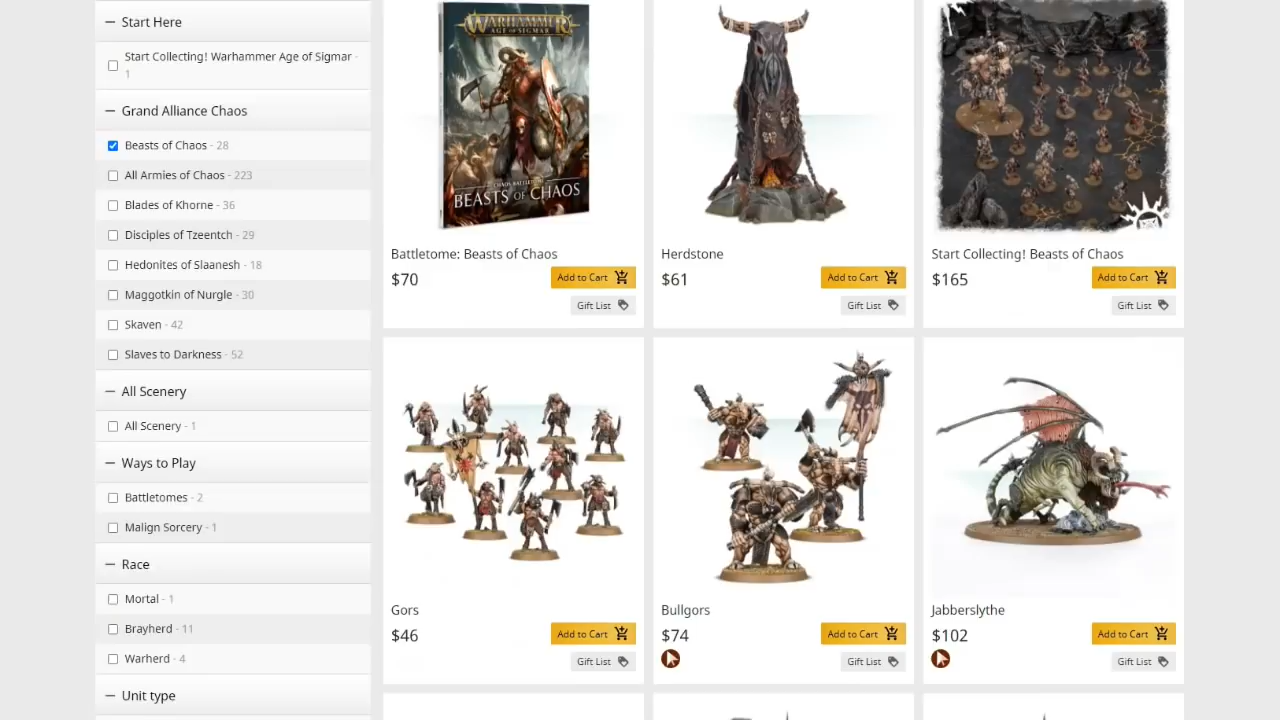 Start Here
Start Collecting! Warhammer Age of Sigmar -
Grand Alliance Chaos
Beasts of Chaos - 28
All Armies of Chaos - 223
Blades of Khorne - 36
Disciples of Tzeentch - 29
Hedonites of Slaanesh - 18
Maggotkin of Nurgle - 30
Skaven - 42
Slaves to Darkness - 52
All Scenery
All Scenery - 1
Ways to Play
Battletomes - 2
Malign Sorcery - 1
Race
Mortal - 1
Brayherd - 11
Warherd - 4
Unit type
WARHAMMER
AGE OF SIGMAR
CHAOS BATTLETOME
BEASTS OF CHAOS
Battletome: Beasts of Chaos
$70
Add to Cart
Gift List
Herdstone
$61
Add to Cart
Gift List
Start Collecting! Beasts of Chaos
$165
Add to Cart
Gift List
Gors
$46
Add to Cart
Gift List
Bullgors
$74
Add to Cart
Gift List
Jabberslythe
$102
Add to Cart
Gift List